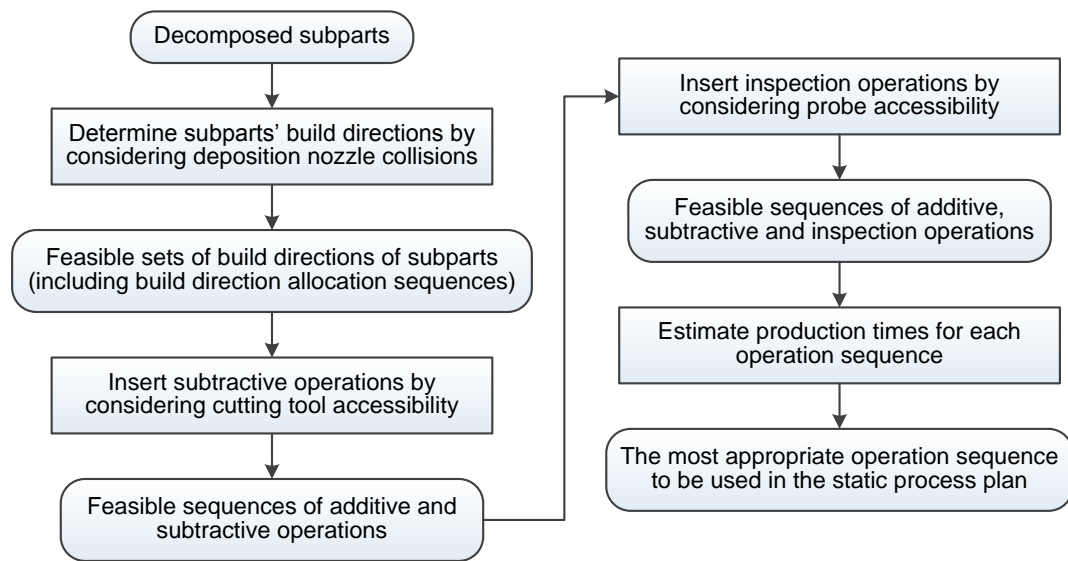 Decomposed subparts
Determine subparts’ build directions by
considering deposition nozzle collisions
Feasible sets of build directions of subparts
(including build direction allocation sequences)
Insert subtractive operations by
considering cutting tool accessibility
Feasible sequences of additive and
subtractive operations
Insert inspection operations by
considering probe accessibility
Feasible sequences of additive,
subtractive and inspection operations
Estimate production times for each
operation sequence
The most appropriate operation sequence
to be used in the static process plan